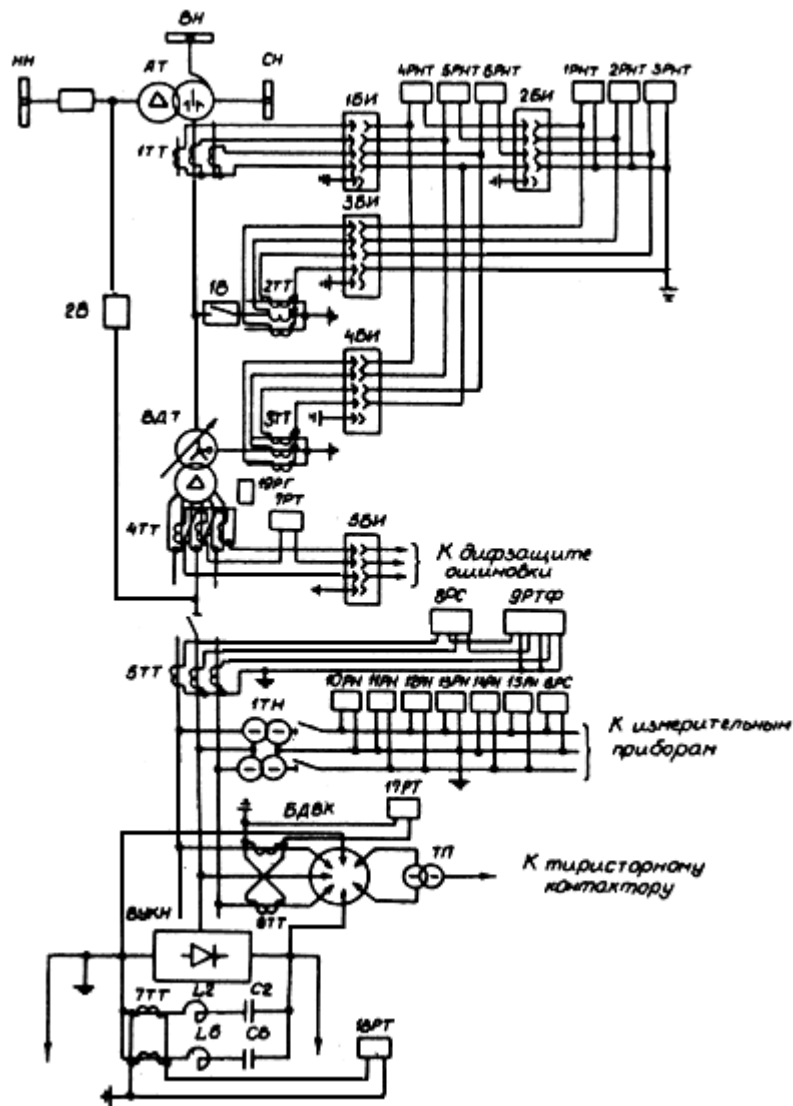 ВН
НН
АТ
СН
4РНТ 5РНТ 6РНТ
1РНТ 2РНТ 3РНТ
1БИ
2БИ
1ТТ
3БИ
2В
1В
2ТТ
4БИ
ВДТ
3ТТ
19РГ
7РТ
5БИ
4ТТ
К дифзащите
ошиновки
8РС
9РТФ
5ТТ
1ТН
10РН 11РН 12РН 13РН 14РН 15РН 8РС
К измерительным
приборам
17РТ
БДВК
ТП
К тиристорному
контактору
6ТТ
ВУКН
7ТТ
L2
C2
L6
C6
18РТ